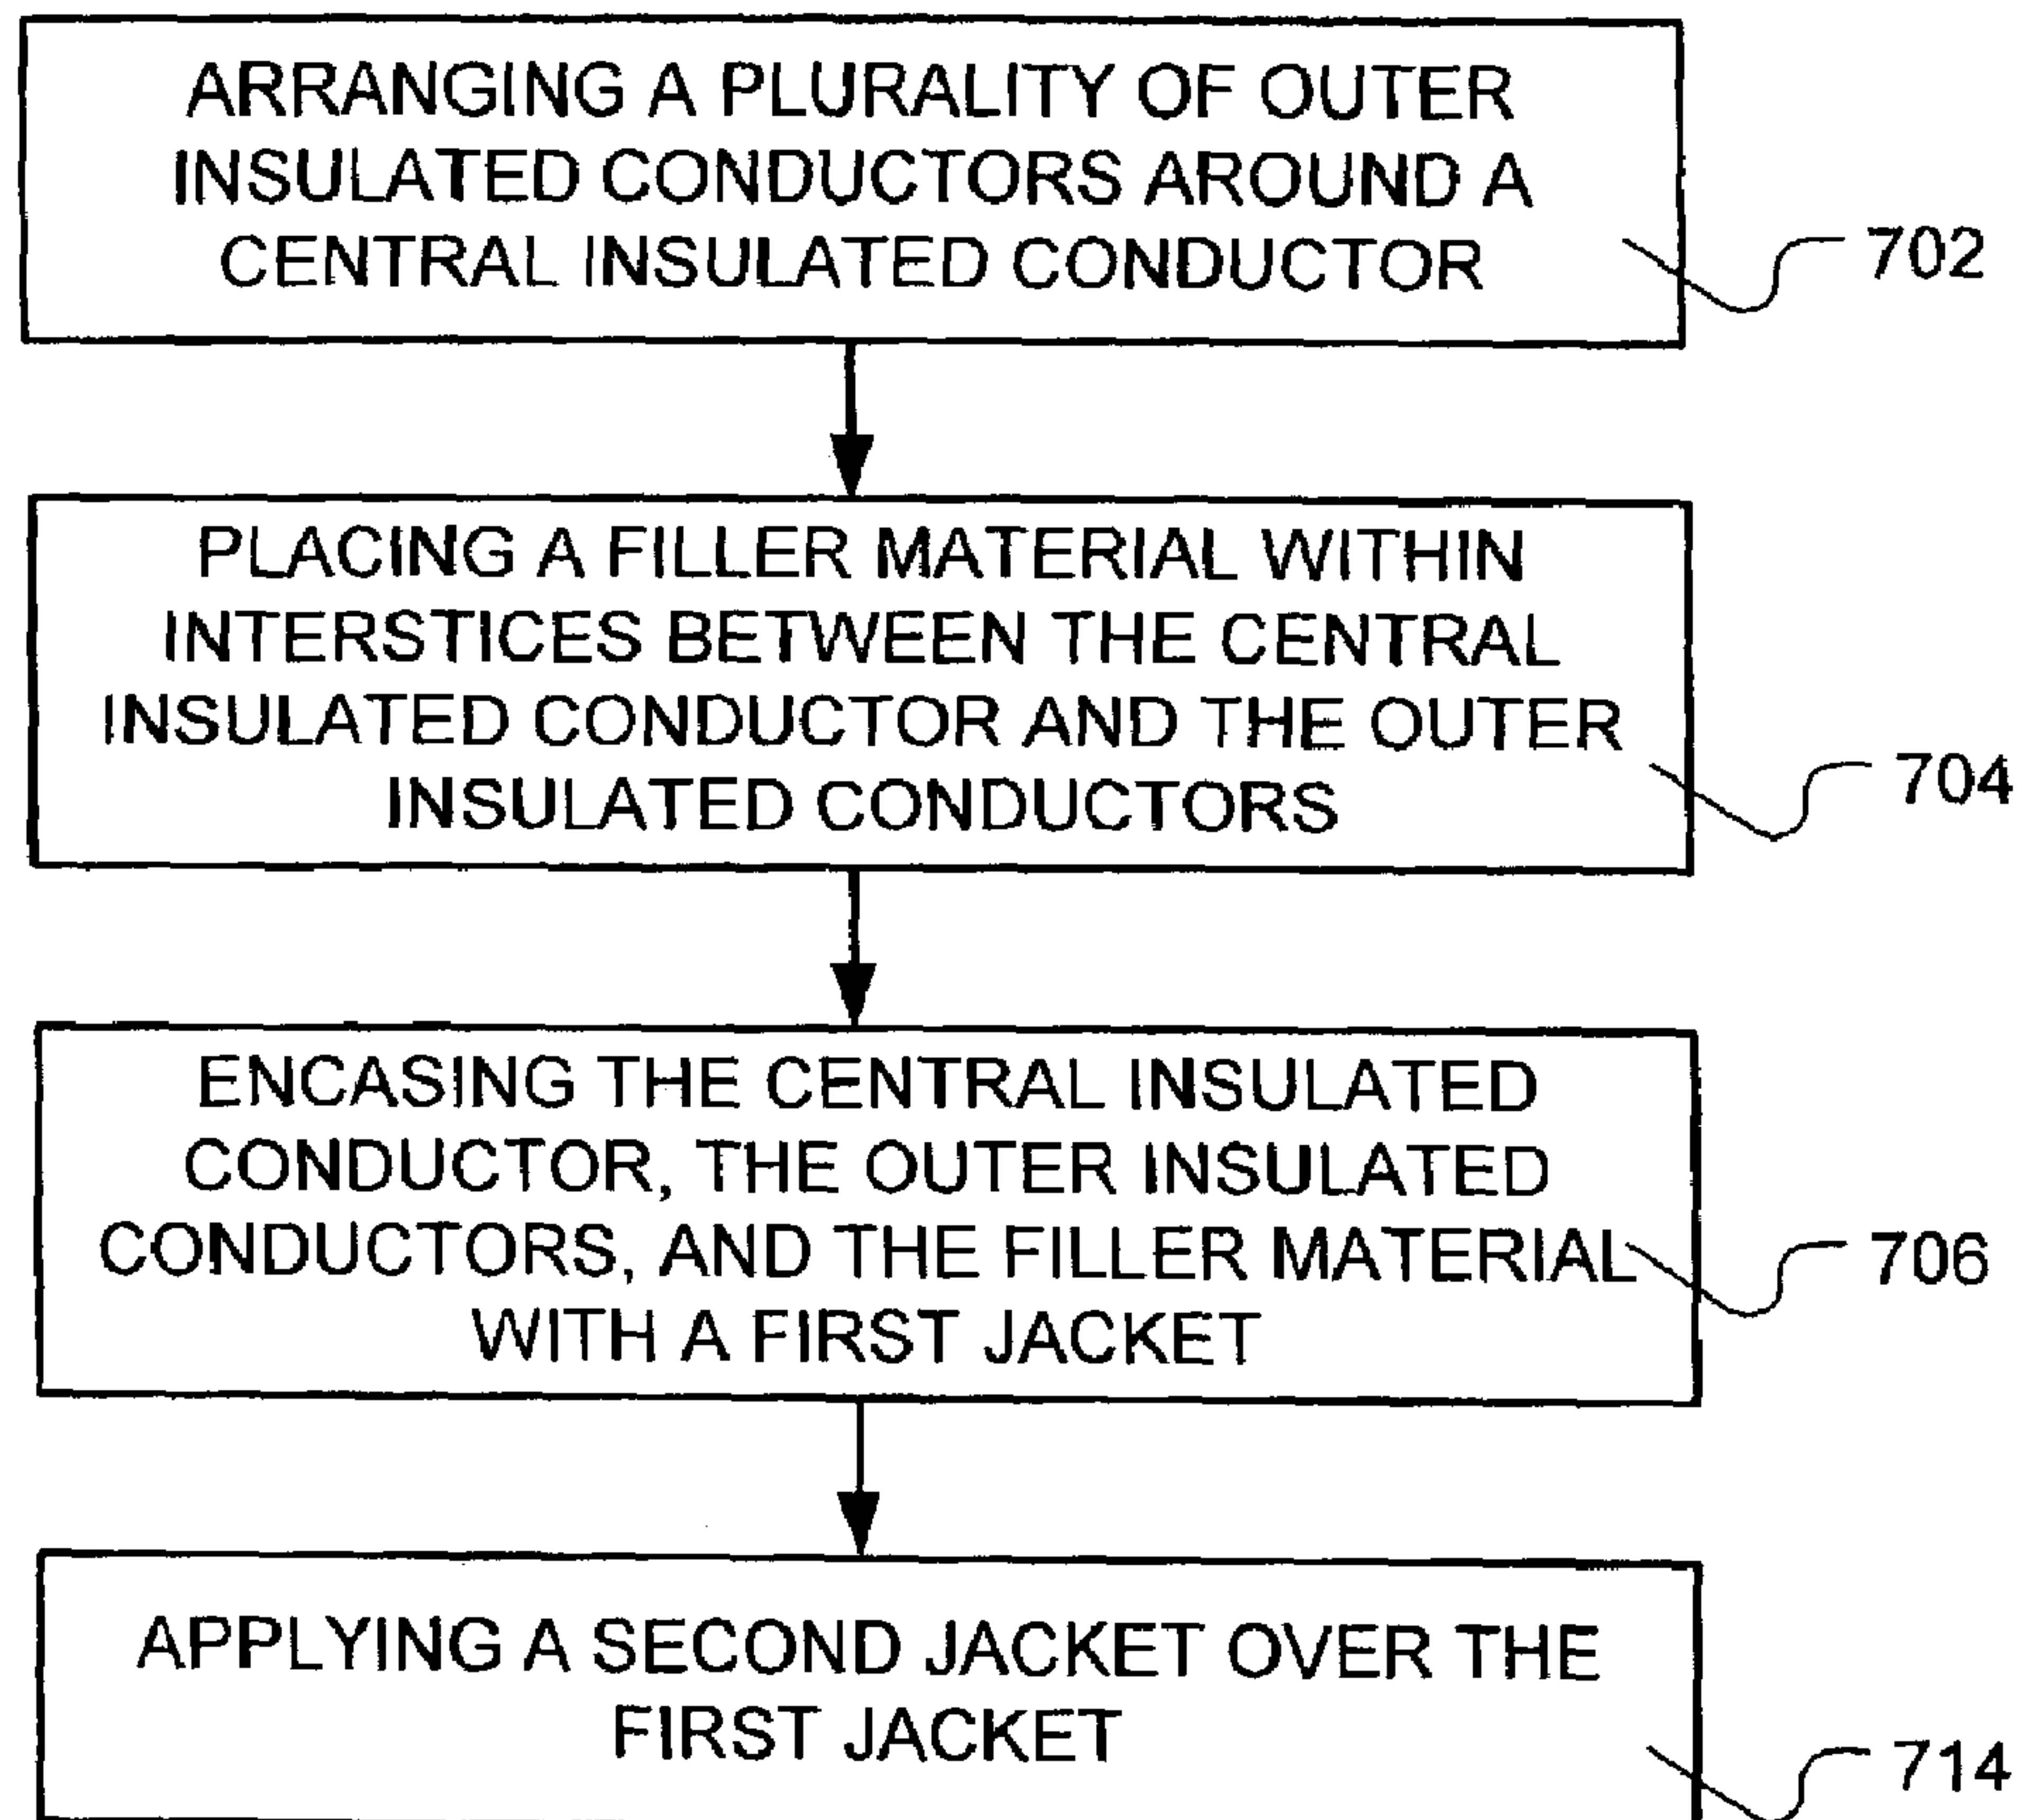 ARRANGING A PLURALITY OF OUTER
INSULATED CONDUCTORS AROUND A
CENTRAL INSULATED CONDUCTOR
702
PLACING A FILLER MATERIAL WITHIN
INTERSTICES BETWEEN THE CENTRAL
INSULATED CONDUCTOR AND THE OUTER
INSULATED CONDUCTORS
704
ENCASING THE CENTRAL INSULATED
CONDUCTOR, THE OUTER INSULATED
CONDUCTORS, AND THE FILLER MATERIAL
WITH A FIRST JACKET
706
APPLYING A SECOND JACKET OVER THE
FIRST JACKET
714